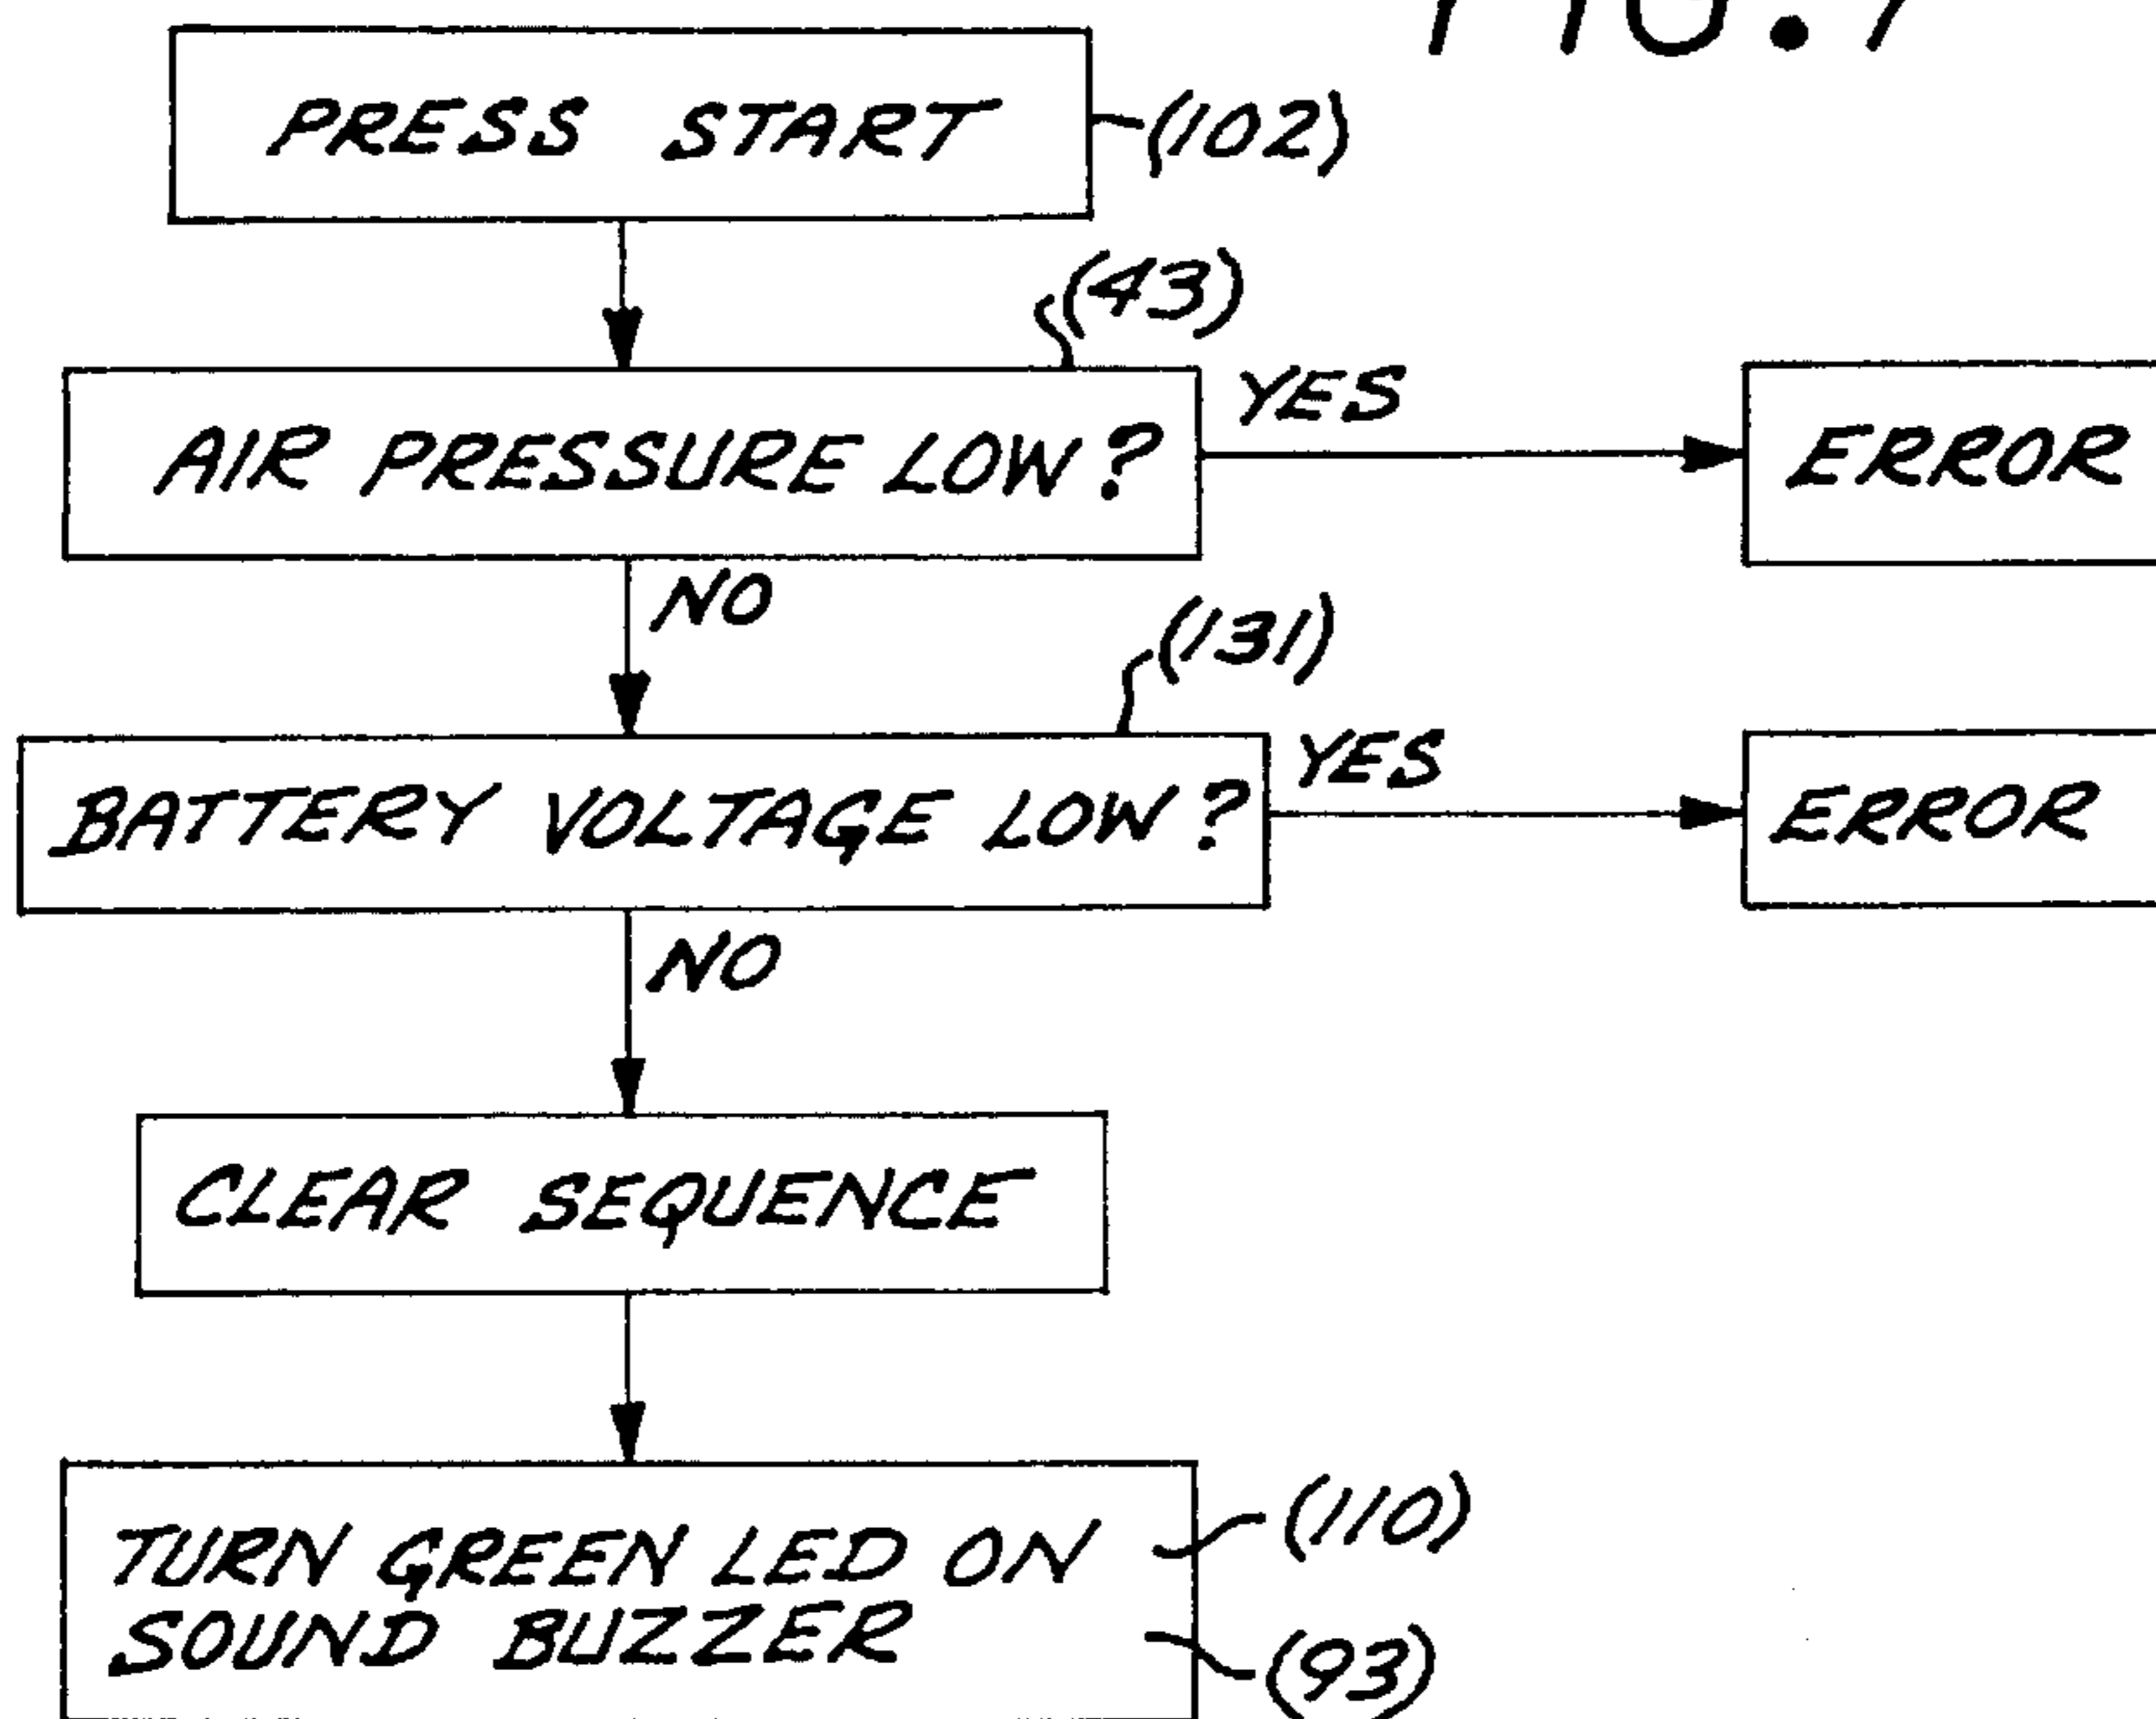 PRESS START
(102)
(43)
AIR PRESSURE LOW?
YES
ERROR
NO
(131)
BATTERY VOLTAGE LOW?
YES
ERROR
NO
CLEAR SEQUENCE
TURN GREEN LED ON
(110)
SOUND BUZZER
(93)